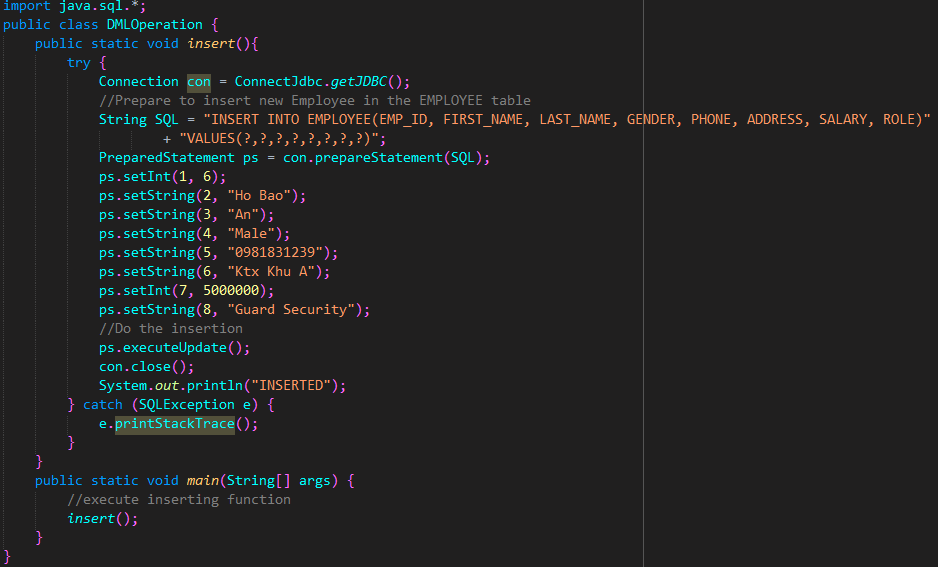 import java.sql.*;
public class DMLOperation {
    public static void insert(){
        try {
            Connection con = ConnectJdbc.getJDBC();
            //Prepare to insert new Employee in the EMPLOYEE table
            String SQL = "INSERT INTO EMPLOYEE(EMP_ID, FIRST_NAME, LAST_NAME, GENDER, PHONE, ADDRESS, SALARY, ROLE)"
                    + "VALUES(?,?,?,?,?,?,?,?)";
            PreparedStatement ps = con.prepareStatement(SQL);
            ps.setInt(1, 6);
            ps.setString(2, "Ho Bao");
            ps.setString(3, "An");
            ps.setString(4, "Male");
            ps.setString(5, "0981831239");
            ps.setString(6, "Ktx Khu A");
            ps.setInt(7, 5000000);
            ps.setString(8, "Guard Security");
            //Do the insertion
            ps.executeUpdate();
            con.close();
            System.out.println("INSERTED");
        } catch (SQLException e) {
            e.printStackTrace();
        }
    }
    public static void main(String[] args) {
        //execute inserting function
        insert();
    }
}